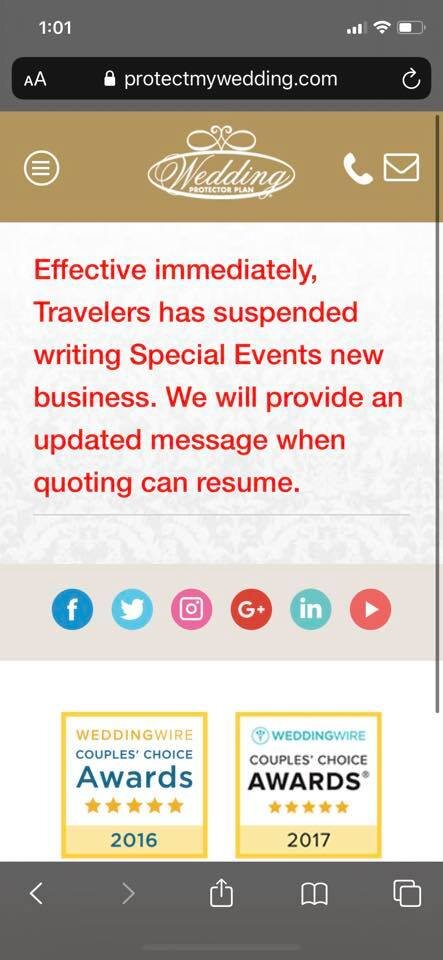 1:01
AA protectmywedding.com
Wedding
PROTECTOR PLAN
Effective immediately,
Travelers has suspended
writing Special Events new
business. We will provide an
updated message when
quoting can resume.
f G+ in
WEDDINGWIRE
COUPLES' CHOICE
Awards
2016
WEDDINGWIRE
COUPLES' CHOICE
AWARDS®
2017